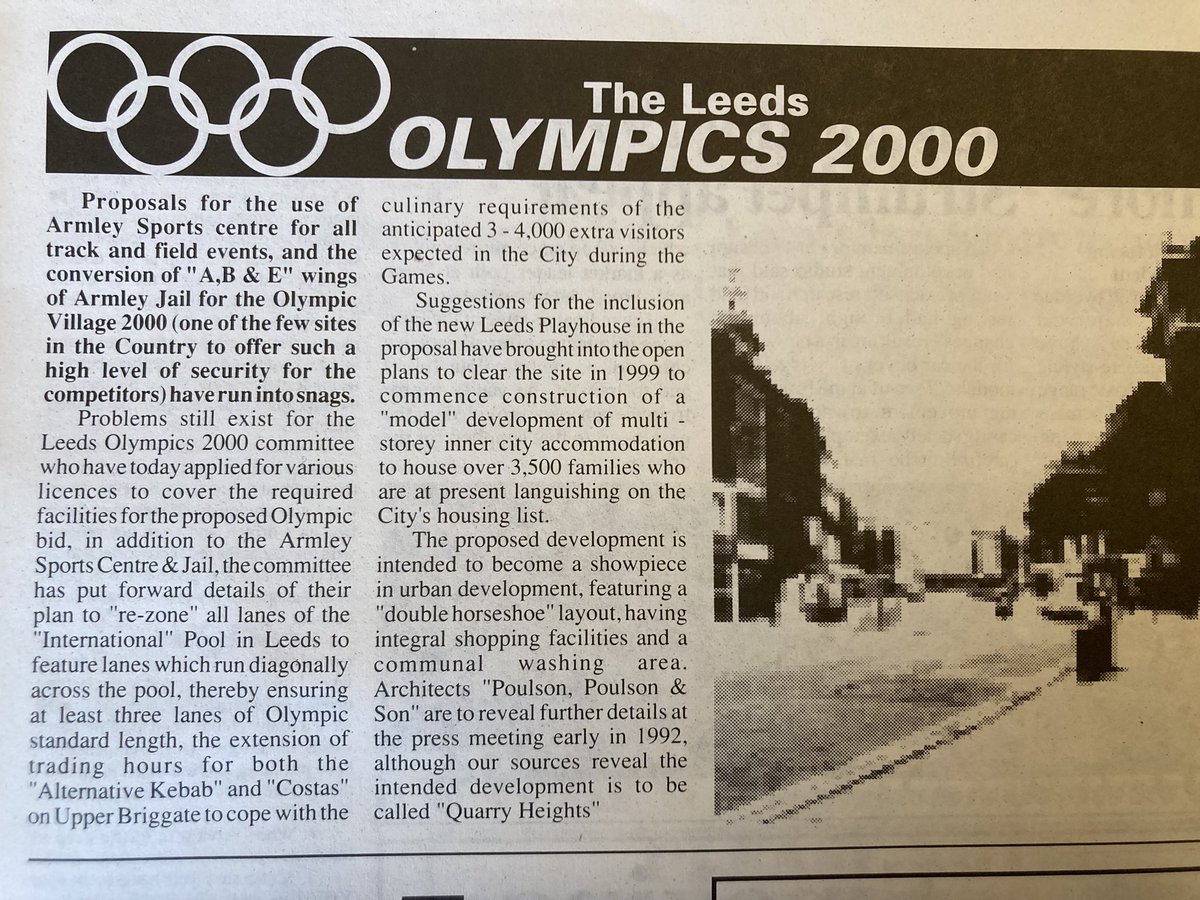 The Leeds
OLYMPICS 2000
Proposals for the use of
Armley Sports centre for all
track and field events, and the
conversion of "A,B & E" wings
of Armley Jail for the Olympic
Village 2000 (one of the few sites
in the Country to offer such a
high level of security for the
competitors) have run into snags.
Problems still exist for the
Leeds Olympics 2000 committee
who have today applied for various
licences to cover the required
facilities for the proposed Olympic
bid, in addition to the Armley
Sports Centre & Jail, the committee
has put forward details of their
plan to "re-zone" all lanes of the
"International" Pool in Leeds to
feature lanes which run diagonally
across the pool, thereby ensuring
at least three lanes of Olympic
standard length, the extension of
trading hours for both the
"Alternative Kebab" and "Costas"
on Upper Briggate to cope with the
culinary requirements of the
anticipated 3 - 4,000 extra visitors
expected in the City during the
Games.
Suggestions for the inclusion
of the new Leeds Playhouse in the
proposal have brought into the open
plans to clear the site in 1999 to
commence construction of a
"model" development of multi -
storey inner city accommodation
to house over 3,500 families who
are at present languishing on the
City's housing list.
The proposed development is
intended to become a showpiece
in urban development, featuring a
"double horseshoe" layout, having
integral shopping facilities and a
communal washing area.
Architects "Poulson, Poulson &
Son" are to reveal further details at
the press meeting early in 1992,
although our sources reveal the
intended development is to be
called "Quarry Heights"